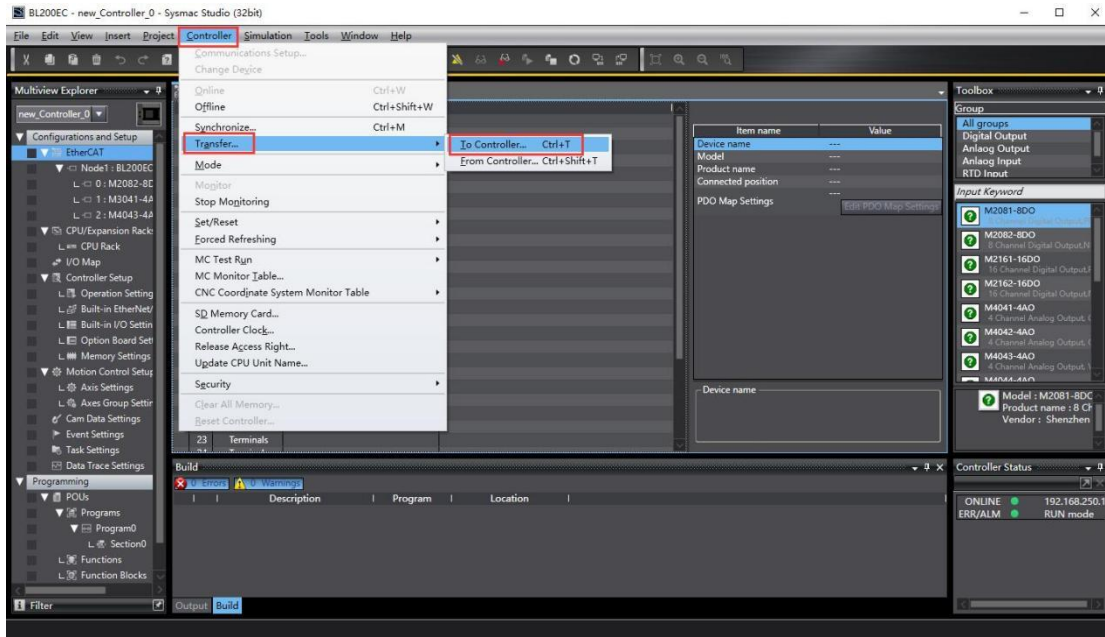 BL200EC - new_Controller_0 - Sysmac Studio (32bit)
File Edit View Insert Project Controller Simulation Tools Window Help
Multiview Explorer
new_Controller_0
Configurations and Setup
EtherCAT
Node1 : BL200EC
0 : M2082-8D
1 : M3041-4A
2 : M4043-4A
CPU/Expansion Racks
CPU Rack
I/O Map
Controller Setup
Operation Setting
Built-in EtherNet/
Built-in I/O Settin
Option Board Sett
Memory Settings
Motion Control Setup
Axis Settings
Axes Group Settin
Cam Data Settings
Event Settings
Task Settings
Data Trace Settings
Programming
POUs
Programs
Program0
Section0
Functions
Function Blocks
Filter
Communications Setup...
Change Device
Online Ctrl+W
Offline Ctrl+Shift+W
Synchronize... Ctrl+M
Transfer...
Mode
Monitor
Stop Monitoring
Set/Reset
Forced Refreshing
MC Test Run
MC Monitor Table...
CNC Coordinate System Monitor Table
SD Memory Card...
Controller Clock...
Release Access Right...
Update CPU Unit Name...
Security
Clear All Memory...
Reset Controller...
To Controller... Ctrl+T
From Controller... Ctrl+Shift+T
23 Terminals
Item name Value
Device name ---
Model ---
Product name ---
Connected position ---
PDO Map Settings
Edit PDO Map Settings
Device name
Build
0 Errors 0 Warnings
Description Program Location
Output Build
Toolbox
Group
All groups
Digital Output
Anlaog Output
Anlaog Input
RTD Input
Input Keyword
M2081-8DO
8 Channel Digital Output,P
M2082-8DO
8 Channel Digital Output,N
M2161-16DO
16 Channel Digital Output,
M2162-16DO
16 Channel Digital Output,
M4041-4AO
4 Channel Analog Output,
M4042-4AO
4 Channel Analog Output,
M4043-4AO
4 Channel Analog Output,
M4044-4AO
Model : M2081-8DC
Product name : 8 Ch
Vendor : Shenzhen
Controller Status
ONLINE 192.168.250.1
ERR/ALM RUN mode